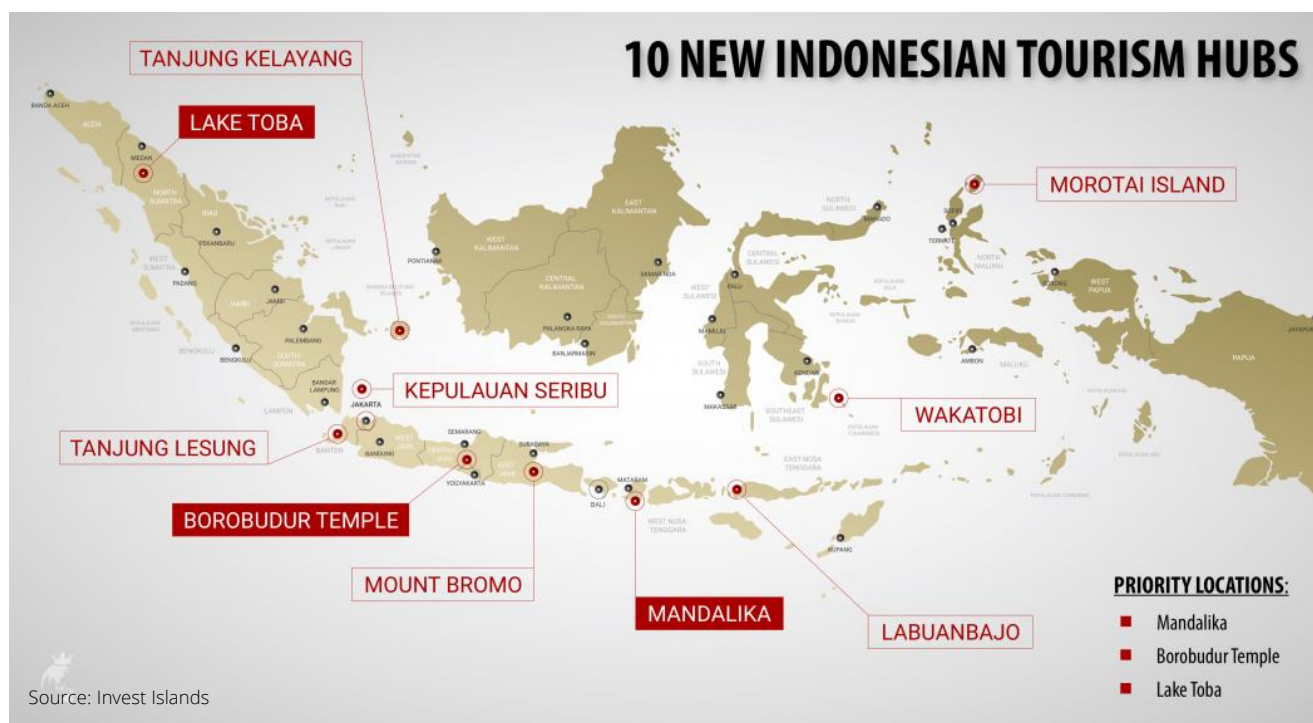 10 NEW INDONESIAN TOURISM HUBS
TANJUNG KELAYANG
LAKE TOBA
MOROTAI ISLAND
KEPULAUAN SERIBU
WAKATOBI
TANJUNG LESUNG
BOROBUDUR TEMPLE
MOUNT BROMO
MANDALIKA
LABUANBAJO
BANDA ACEH
ACEH
MEDAN
NORTH
SUMATRA
RIAU
PEKANBARU
WEST
SUMATRA
PADANG
JAMBI
JAMBI
BENGKULU
BENGKULU
PALEMBANG
SOUTH
SUMATRA
BANDAR
LAMPUNG
LAMPUN
JAKARTA
BANTEN
BANDUNG
WEST
JAVA
SEMARANG
CENTRAL
JAVA
YOGYAKARTA
EAST
JAVA
SURABAYA
BALI
MATARAM
WEST NUSA
TENGGARA
EAST NUSA
TENGGARA
KUPANG
PONTIANAK
WEST
KALIMANTAN
CENTRAL
KALIMANTAN
EAST
KALIMANTAN
SOUTH
KALIMANTAN
PALANGKA RAYA
BANJARMASIN
SAMARINDA
NORTH
SULAWESI
MANADO
CENTRAL
SULAWESI
PALU
WEST
SULAWESI
MAMUJU
SOUTH
SULAWESI
MAKASSAR
KENDARI
SOUTHEAST
SULAWESI
SOFIFI
TERNATE
NORTH
MALUKU
SORONG
WEST
PAPUA
AMBON
MALUKU
PAPUA
JAYAPUR
PRIORITY LOCATIONS:
Mandalika
Borobudur Temple
Lake Toba
Source: Invest Islands